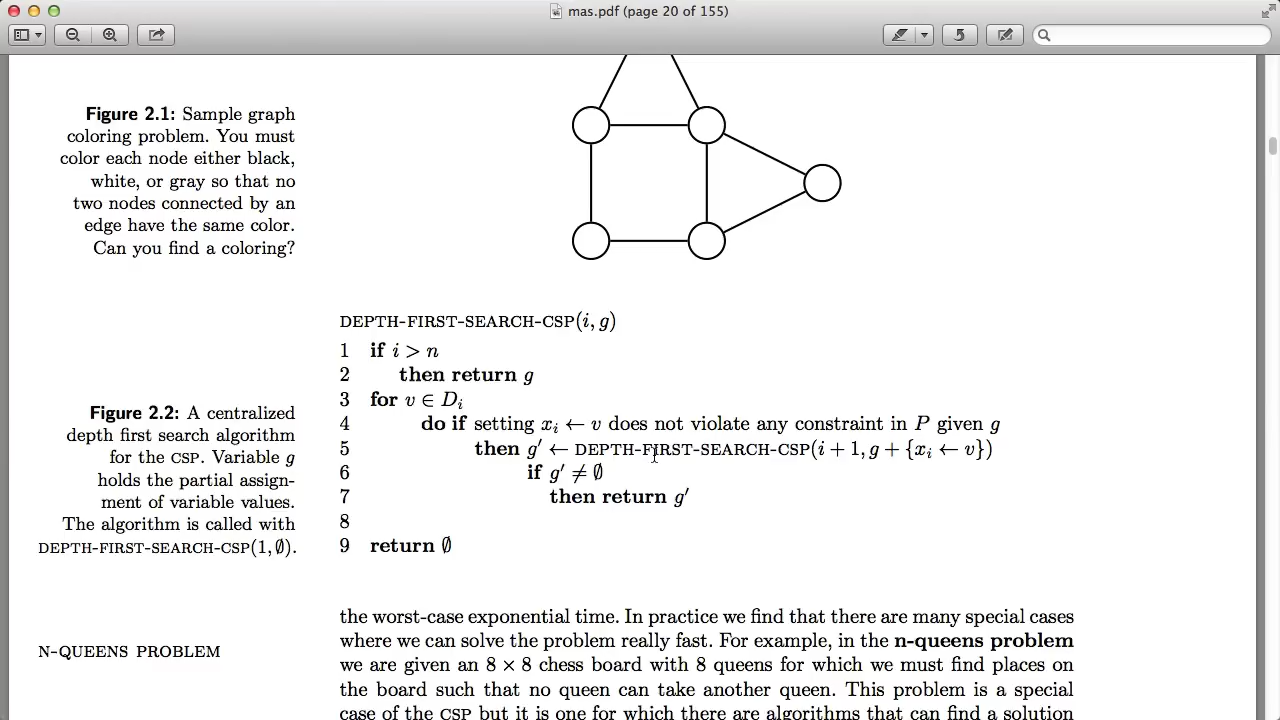 mas.pdf (page 20 of 155)
Figure 2.1: Sample graph
coloring problem. You must
color each node either black,
white, or gray so that no
two nodes connected by an
edge have the same color.
Can you find a coloring?
DEPTH-FIRST-SEARCH-CSP(i, g)
1 if i > n
2 then return g
3 for v ∈ Dᵢ
4 do if setting xᵢ ← v does not violate any constraint in P given g
5 then g′ ← DEPTH-FIRST-SEARCH-CSP(i + 1, g + {xᵢ ← v})
6 if g′ ≠ ∅
7 then return g′
8
9 return ∅
Figure 2.2: A centralized
depth first search algorithm
for the CSP. Variable g
holds the partial assign-
ment of variable values.
The algorithm is called with
DEPTH-FIRST-SEARCH-CSP(1, ∅).
the worst-case exponential time. In practice we find that there are many special cases
where we can solve the problem really fast. For example, in the n-queens problem
N-QUEENS PROBLEM
we are given an 8 × 8 chess board with 8 queens for which we must find places on
the board such that no queen can take another queen. This problem is a special
case of the CSP but it is one for which there are algorithms that can find a solution